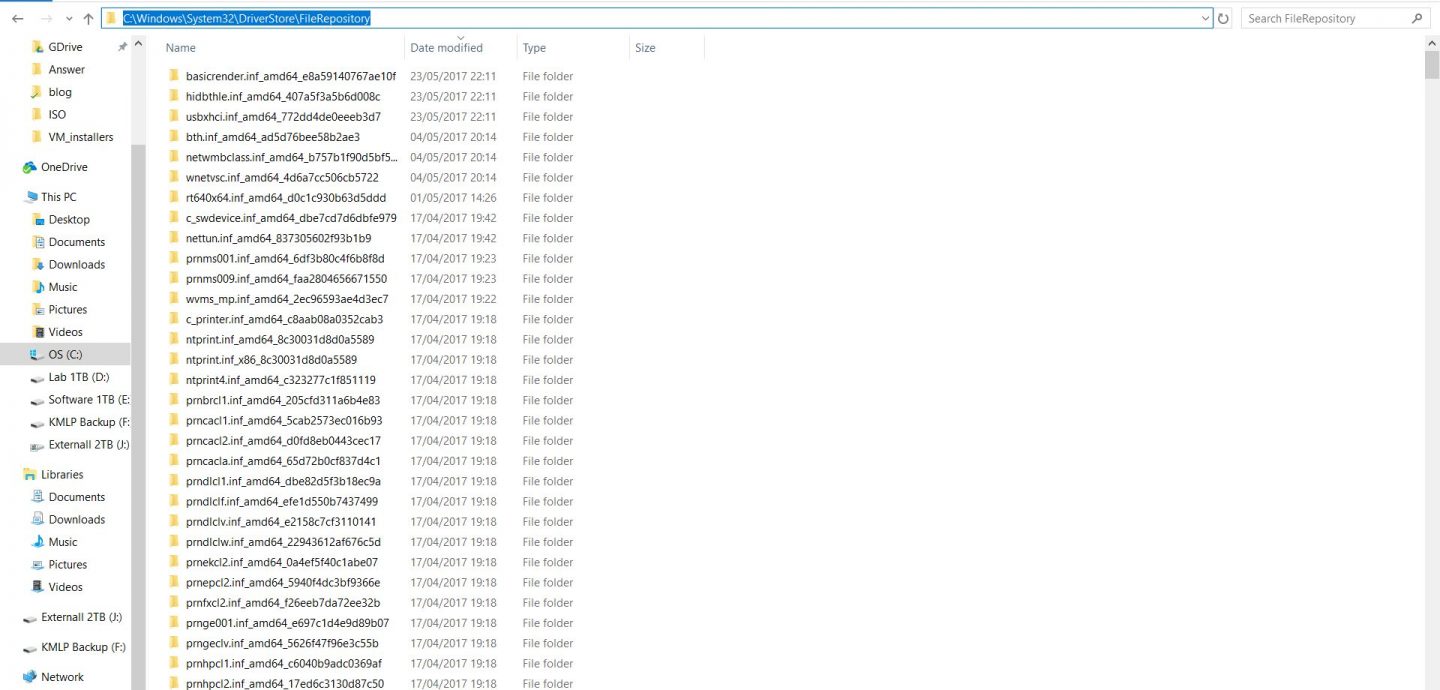 C:\Windows\System32\DriverStore\FileRepository
Search FileRepository
GDrive
Answer
blog
ISO
VM_installers
OneDrive
This PC
Desktop
Documents
Downloads
Music
Pictures
Videos
OS (C:)
Lab 1TB (D:)
Software 1TB (E:
KMLP Backup (F:
Externall 2TB (J:)
Libraries
Documents
Downloads
Music
Pictures
Videos
Externall 2TB (J:)
KMLP Backup (F:)
Network
Name Date modified Type Size
basicrender.inf_amd64_e8a59140767ae10f 23/05/2017 22:11 File folder
hidbthle.inf_amd64_407a5f3a5b6d008c 23/05/2017 22:11 File folder
usbxhci.inf_amd64_772dd4de0eeeb3d7 23/05/2017 22:11 File folder
bth.inf_amd64_ad5d76bee58b2ae3 04/05/2017 20:14 File folder
netwmbclass.inf_amd64_b757b1f90d5bf5... 04/05/2017 20:14 File folder
wnetvsc.inf_amd64_4d6a7cc506cb5722 04/05/2017 20:14 File folder
rt640x64.inf_amd64_d0c1c930b63d5ddd 01/05/2017 14:26 File folder
c_swdevice.inf_amd64_dbe7cd7d6dbfe979 17/04/2017 19:42 File folder
nettun.inf_amd64_837305602f93b1b9 17/04/2017 19:42 File folder
prnms001.inf_amd64_6df3b80c4f6b8f8d 17/04/2017 19:23 File folder
prnms009.inf_amd64_faa2804656671550 17/04/2017 19:23 File folder
wvms_mp.inf_amd64_2ec96593ae4d3ec7 17/04/2017 19:22 File folder
c_printer.inf_amd64_c8aab08a0352cab3 17/04/2017 19:18 File folder
ntprint.inf_amd64_8c30031d8d0a5589 17/04/2017 19:18 File folder
ntprint.inf_x86_8c30031d8d0a5589 17/04/2017 19:18 File folder
ntprint4.inf_amd64_c323277c1f851119 17/04/2017 19:18 File folder
prnbrcl1.inf_amd64_205cfd311a6b4e83 17/04/2017 19:18 File folder
prncacl1.inf_amd64_5cab2573ec016b93 17/04/2017 19:18 File folder
prncacl2.inf_amd64_d0fd8eb0443cec17 17/04/2017 19:18 File folder
prncacla.inf_amd64_65d72b0cf837d4c1 17/04/2017 19:18 File folder
prndlcl1.inf_amd64_dbe82d5f3b18ec9a 17/04/2017 19:18 File folder
prndlclf.inf_amd64_efe1d550b7437499 17/04/2017 19:18 File folder
prndlclv.inf_amd64_e2158c7cf3110141 17/04/2017 19:18 File folder
prndlclw.inf_amd64_22943612af676c5d 17/04/2017 19:18 File folder
prnekcl2.inf_amd64_0a4ef5f40c1abe07 17/04/2017 19:18 File folder
prnepcl2.inf_amd64_5940f4dc3bf9366e 17/04/2017 19:18 File folder
prnfxcl2.inf_amd64_f26eeb7da72ee32b 17/04/2017 19:18 File folder
prnge001.inf_amd64_e697c1d4e9d89b07 17/04/2017 19:18 File folder
prngeclv.inf_amd64_5626f47f96e3c55b 17/04/2017 19:18 File folder
prnhpcl1.inf_amd64_c6040b9adc0369af 17/04/2017 19:18 File folder
prnhpcl2.inf_amd64_17ed6c3130d87c50 17/04/2017 19:18 File folder